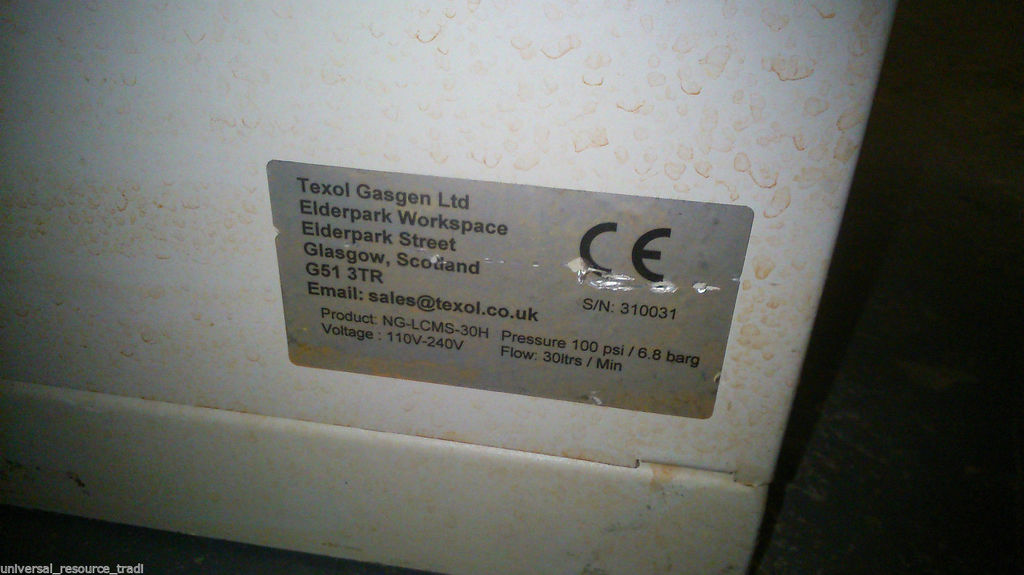 Texol Gasgen Ltd
Elderpark Workspace
Elderpark Street
Glasgow, Scotland
G51 3TR
Email: sales@texol.co.uk
CE
S/N: 310031
Product: NG-LCMS-30H
Voltage : 110V-240V
Pressure 100 psi / 6.8 barg
Flow: 30ltrs / Min
universal_resource_tradi